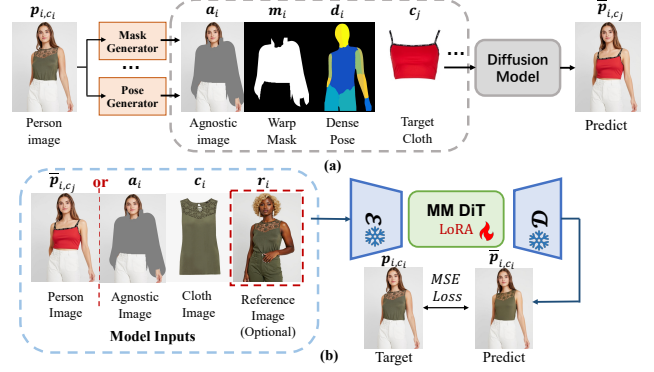 p_{i,c_i}
a_i
m_i
d_i
c_j
p̅_{i,c_j}
Mask
Generator
...
Pose
Generator
...
Diffusion
Model
Person
image
Agnostic
image
Warp
Mask
Dense
Pose
Target
Cloth
Predict
(a)
p̅_{i,c_j} or a_i
c_i
r_i
Person
Image
Agnostic
Image
Cloth
Image
Reference
Image
(Optional)
Model Inputs
ℰ
MM DiT
LoRA
𝒟
p_{i,c_i}
p̅_{i,c_i}
MSE
Loss
Target
Predict
(b)